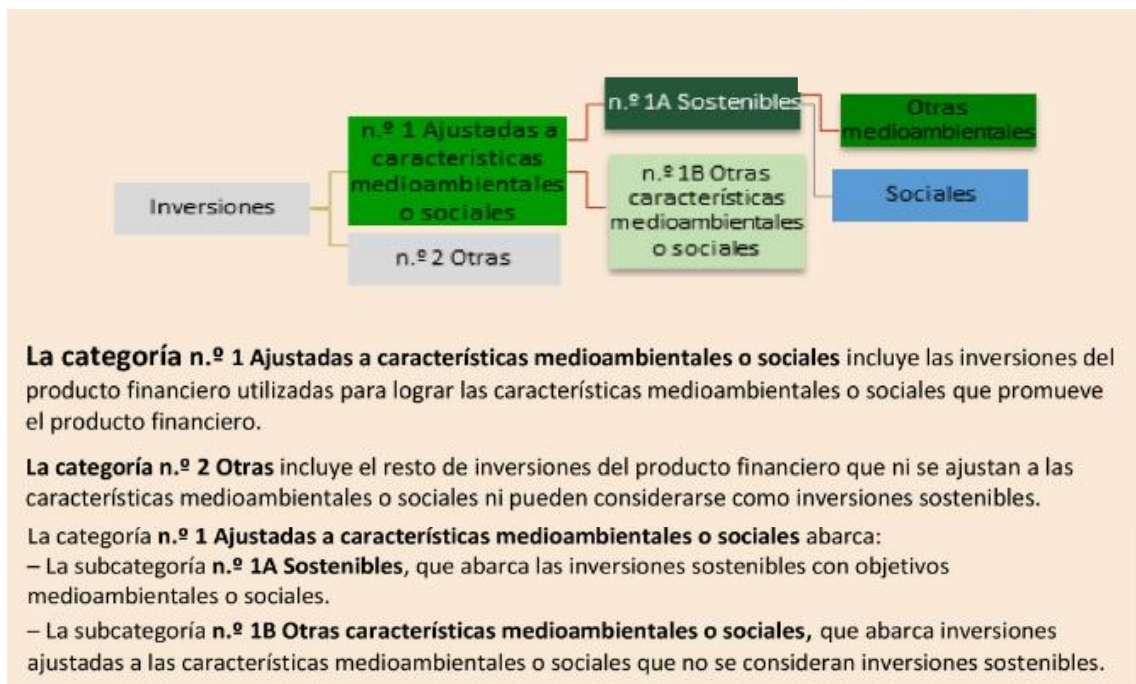 Inversiones
n.º 1 Ajustadas a
características
medioambientales
o sociales
n.º 2 Otras
n.º 1A Sostenibles
n.º 1B Otras
características
medioambientales
o sociales
Otras
medioambientales
Sociales
La categoría n.º 1 Ajustadas a características medioambientales o sociales incluye las inversiones del
producto financiero utilizadas para lograr las características medioambientales o sociales que promueve
el producto financiero.
La categoría n.º 2 Otras incluye el resto de inversiones del producto financiero que ni se ajustan a las
características medioambientales o sociales ni pueden considerarse como inversiones sostenibles.
La categoría n.º 1 Ajustadas a características medioambientales o sociales abarca:
– La subcategoría n.º 1A Sostenibles, que abarca las inversiones sostenibles con objetivos
medioambientales o sociales.
– La subcategoría n.º 1B Otras características medioambientales o sociales, que abarca inversiones
ajustadas a las características medioambientales o sociales que no se consideran inversiones sostenibles.